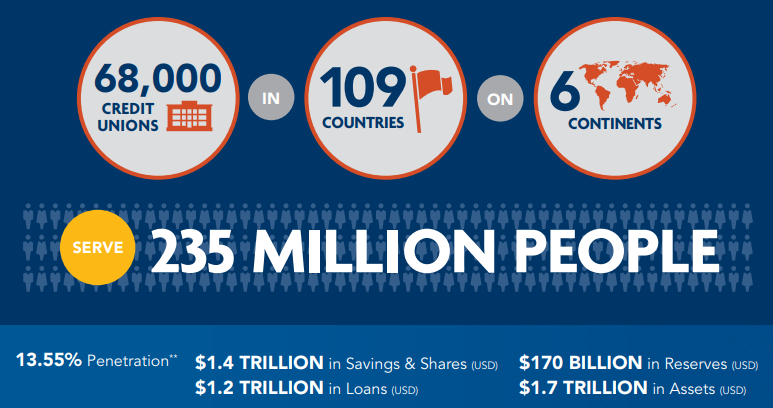 68,000
CREDIT
UNIONS
IN
109
COUNTRIES
ON
6
CONTINENTS
SERVE
235 MILLION PEOPLE
13.55% Penetration**
$1.4 TRILLION in Savings & Shares (USD)
$1.2 TRILLION in Loans (USD)
$170 BILLION in Reserves (USD)
$1.7 TRILLION in Assets (USD)